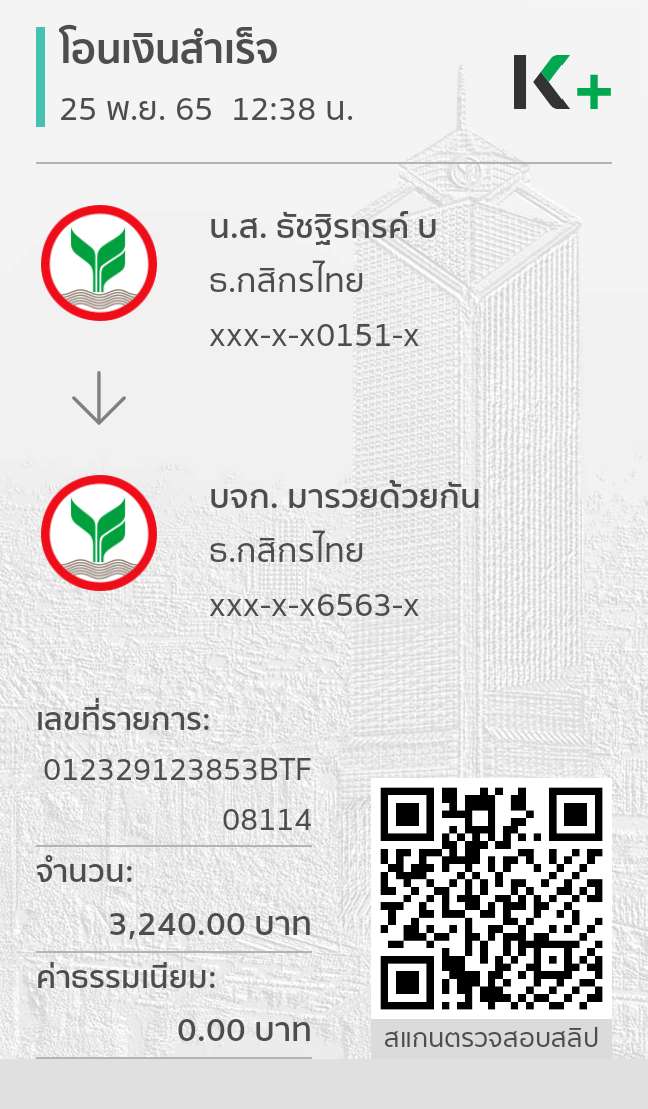 โอนเงินสำเร็จ
25 พ.ย. 65 12:38 น.
K+
น.ส. ธัชฐิรทรค์ บ
ธ.กสิกรไทย
xxx-x-x0151-x
บจก. มารวยด้วยกัน
ธ.กสิกรไทย
xxx-x-x6563-x
เลขที่รายการ:
012329123853BTF
08114
จำนวน:
3,240.00 บาท
ค่าธรรมเนียม:
0.00 บาท
สแกนตรวจสอบสลิป